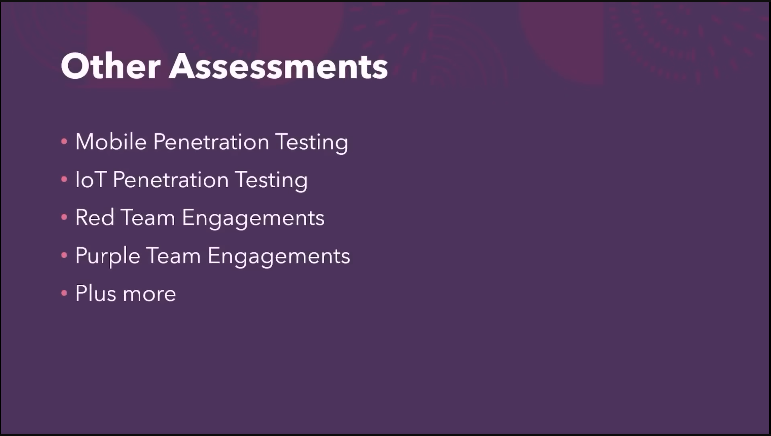 Other Assessments
• Mobile Penetration Testing
• IoT Penetration Testing
• Red Team Engagements
• Purple Team Engagements
• Plus more